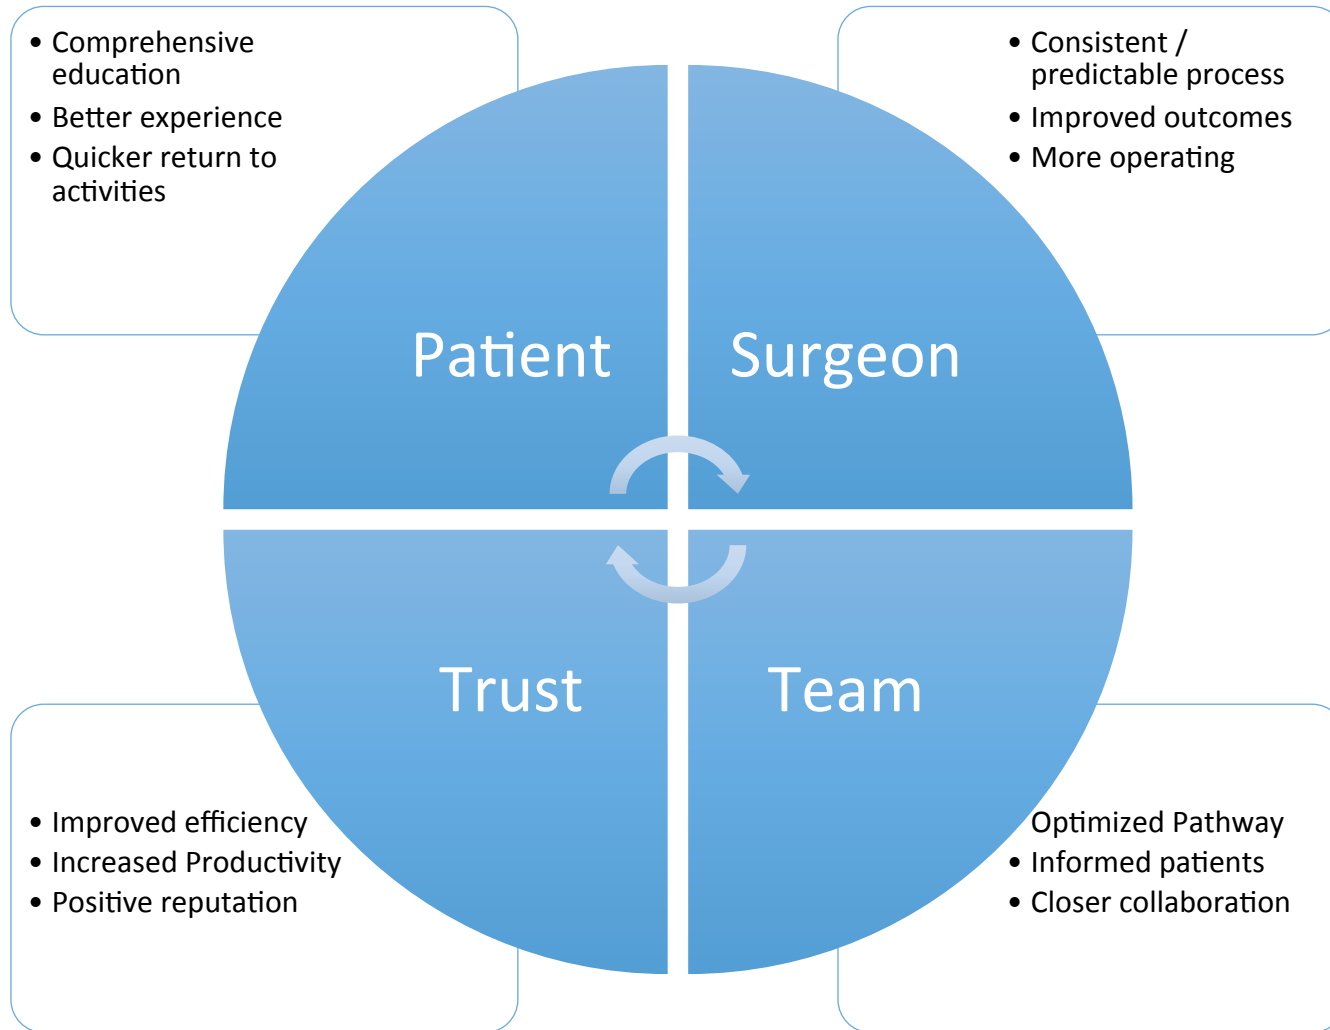 • Comprehensive
education
• Better experience
• Quicker return to
activities
• Consistent /
predictable process
• Improved outcomes
• More operating
Patient
Surgeon
Trust
Team
• Improved efficiency
• Increased Productivity
• Positive reputation
Optimized Pathway
• Informed patients
• Closer collaboration